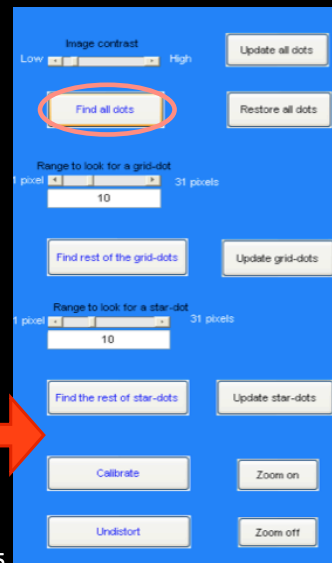 Image contrast
Low High
Update all dots
Find all dots
Restore all dots
Range to look for a grid-dot
1 pixel 31 pixels
10
Find rest of the grid-dots
Update grid-dots
Range to look for a star-dot
1 pixel 31 pixels
10
Find the rest of star-dots
Update star-dots
Calibrate
Zoom on
Undistort
Zoom off